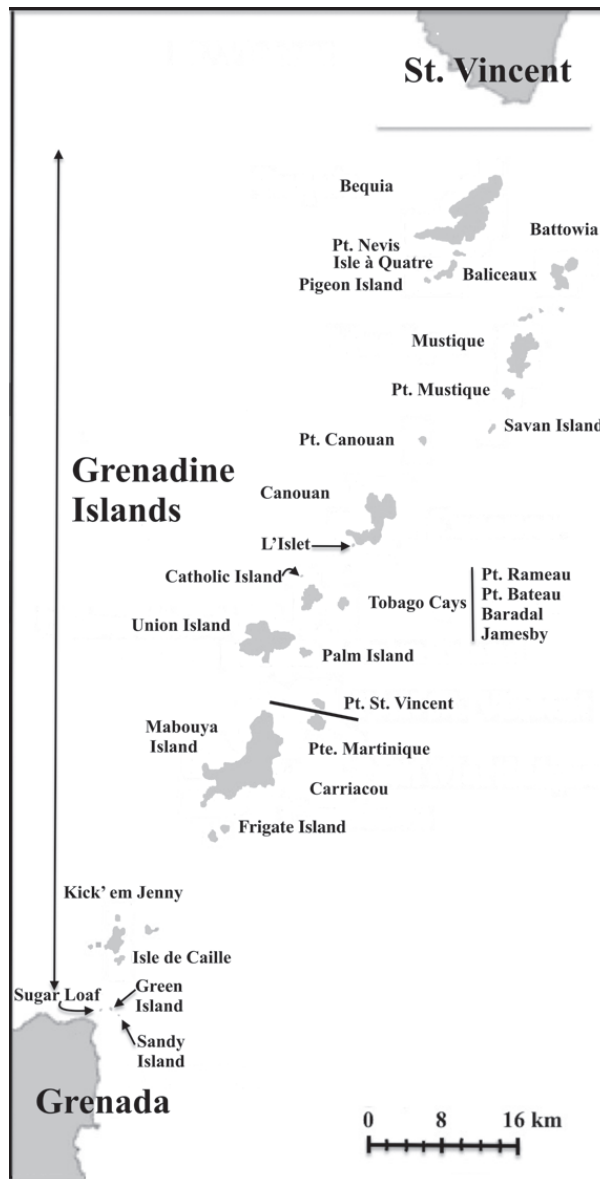 St. Vincent
Bequia
Battowia
Pt. Nevis
Isle à Quatre
Baliceaux
Pigeon Island
Mustique
Pt. Mustique
Savan Island
Pt. Canouan
Grenadine
Islands
Canouan
L'Islet
Catholic Island
Tobago Cays
Pt. Rameau
Pt. Bateau
Baradal
Jamesby
Union Island
Palm Island
Pt. St. Vincent
Mabouya
Island
Pte. Martinique
Carriacou
Frigate Island
Kick' em Jenny
Isle de Caille
Sugar Loaf
Green
Island
Sandy
Island
Grenada
0 8 16 km